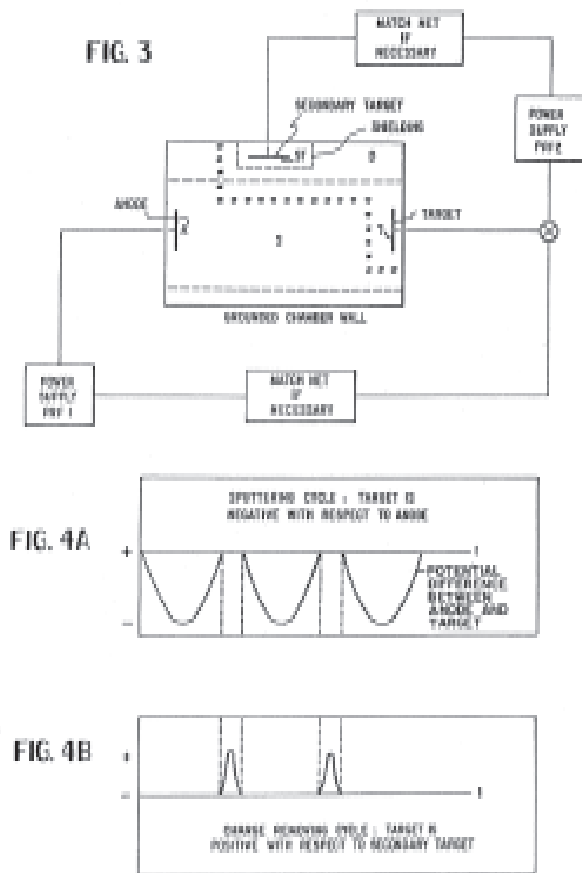 FIG. 3
MATCH NET
IF
NECESSARY
SECONDARY TARGET
SHIELDING
POWER
SUPPLY
ANODE
TARGET
GROUNDED CHAMBER WALL
POWER
SUPPLY
PRF 1
MATCH NET
IF
NECESSARY
FIG. 4A
SPUTTERING CYCLE : TARGET IS
NEGATIVE WITH RESPECT TO ANODE
+
t
POTENTIAL
DIFFERENCE
BETWEEN
ANODE AND
TARGET
-
FIG. 4B
+
-
t
CHARGE REMOVING CYCLE : TARGET IS
POSITIVE WITH RESPECT TO SECONDARY TARGET